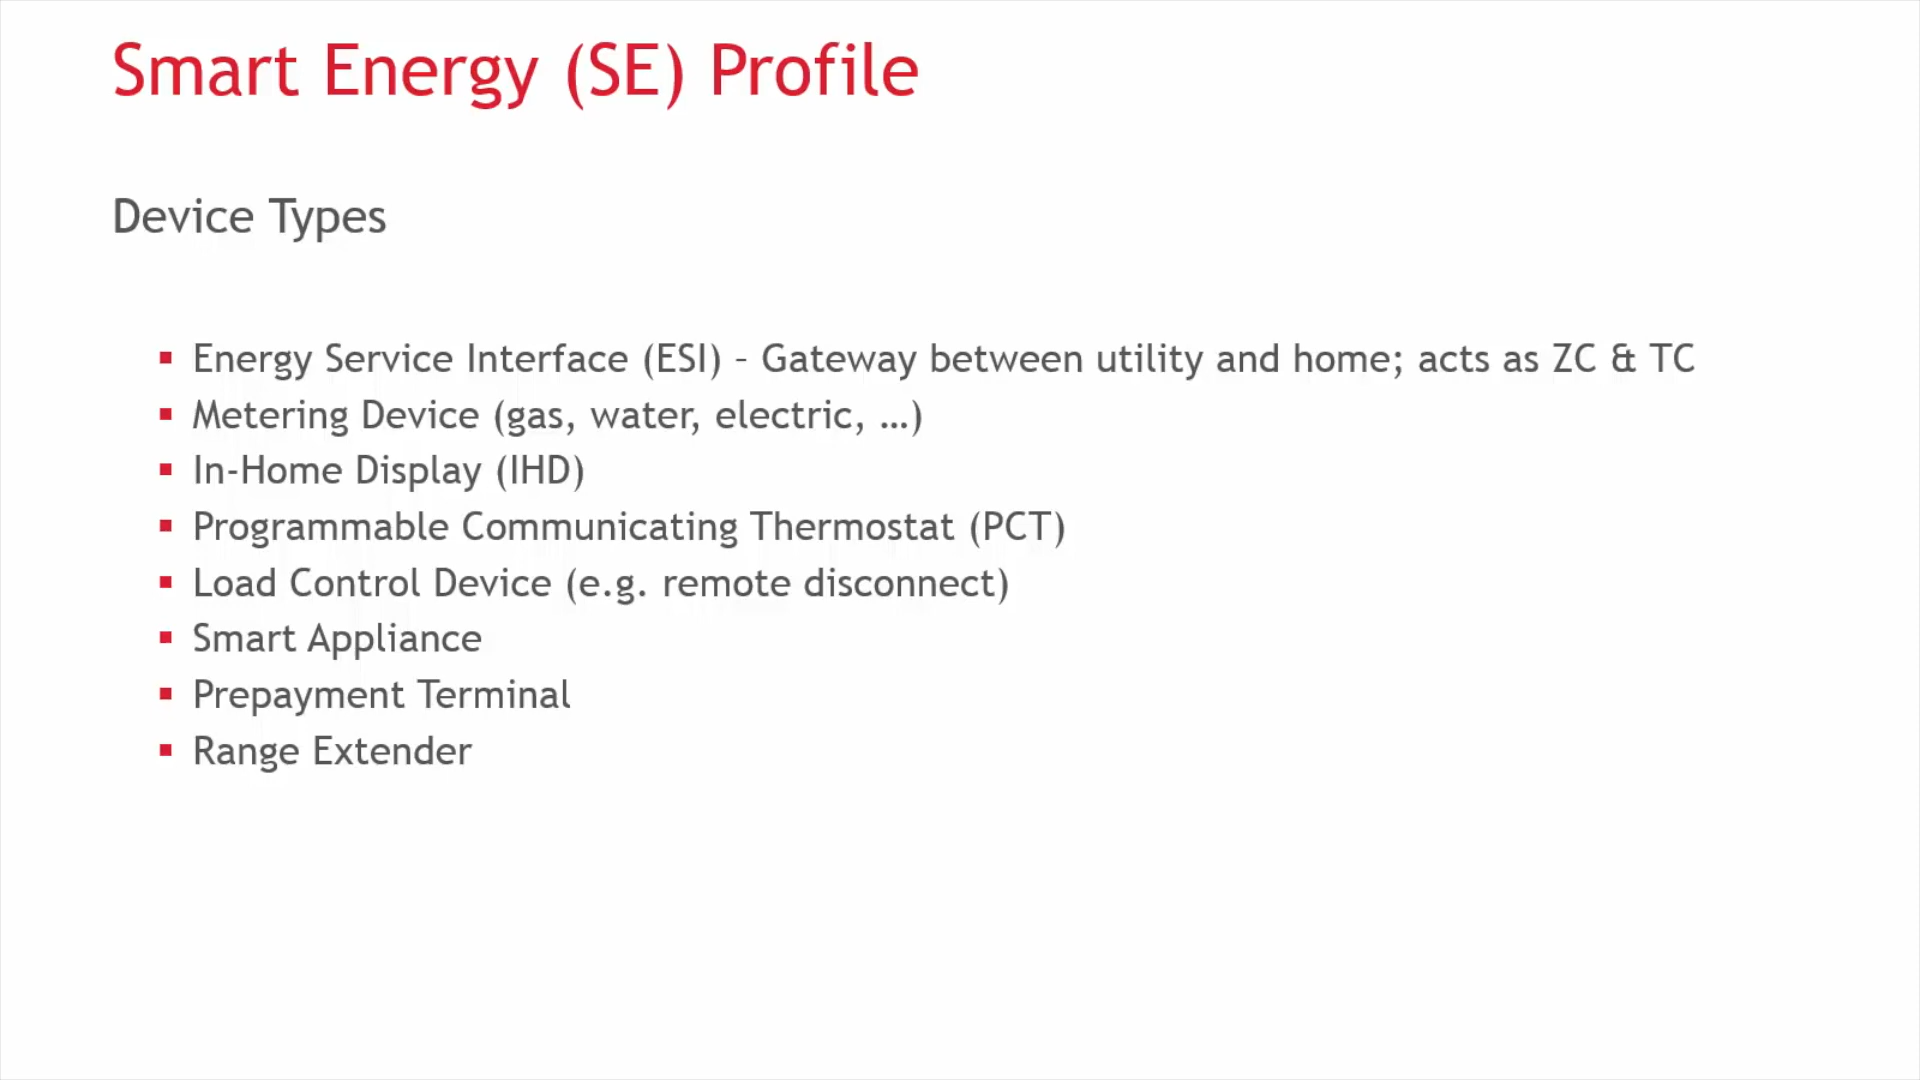 Smart Energy (SE) Profile
Device Types
▪ Energy Service Interface (ESI) – Gateway between utility and home; acts as ZC & TC
▪ Metering Device (gas, water, electric, …)
▪ In-Home Display (IHD)
▪ Programmable Communicating Thermostat (PCT)
▪ Load Control Device (e.g. remote disconnect)
▪ Smart Appliance
▪ Prepayment Terminal
▪ Range Extender